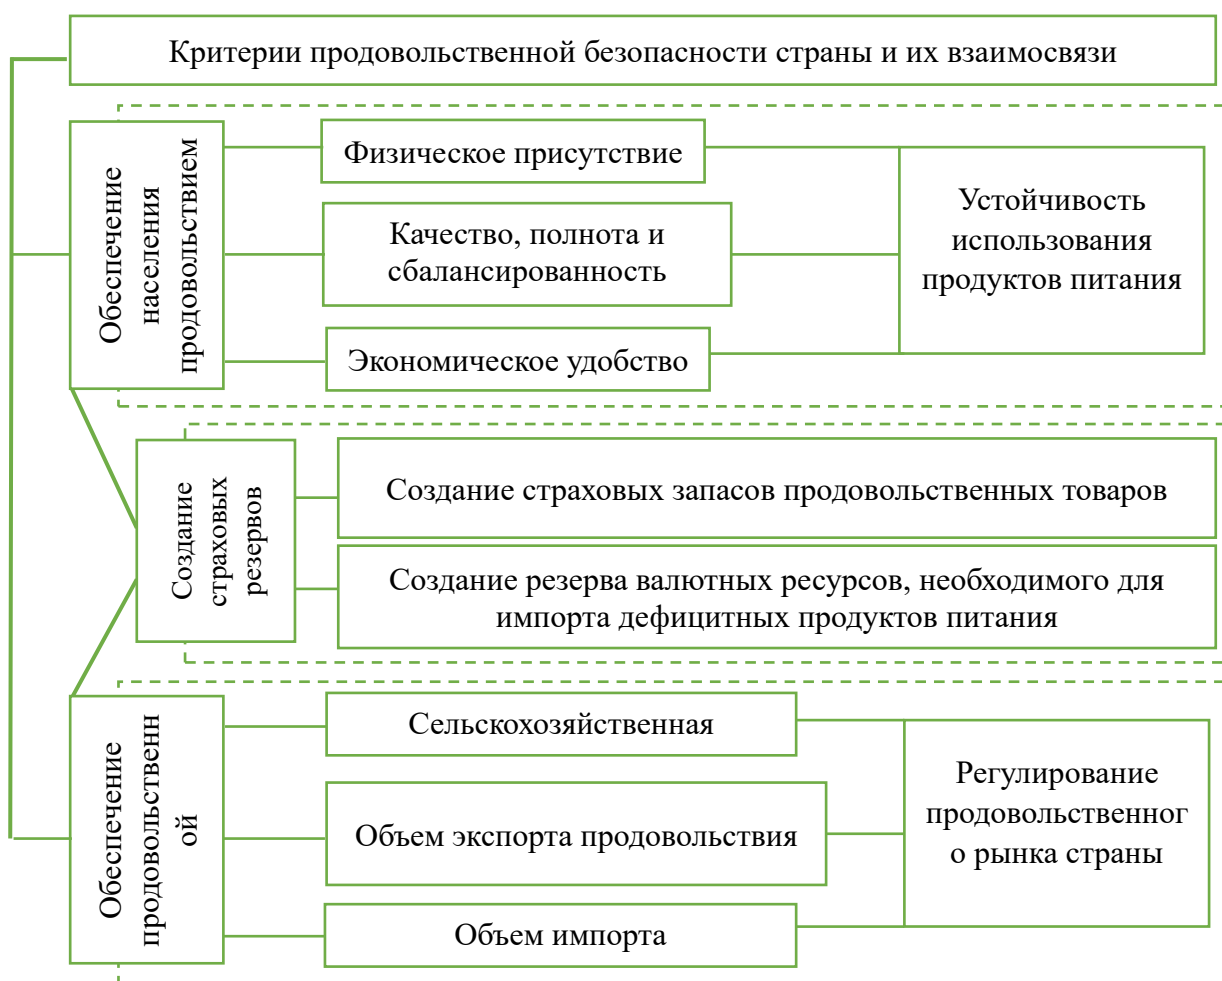 Критерии продовольственной безопасности страны и их взаимосвязи
Обеспечение
населения
продовольствием
Физическое присутствие
Качество, полнота и
сбалансированность
Экономическое удобство
Устойчивость
использования
продуктов питания
Создание
страховых
резервов
Создание страховых запасов продовольственных товаров
Создание резерва валютных ресурсов, необходимого для
импорта дефицитных продуктов питания
Обеспечение
продовольственн
ой
Сельскохозяйственная
Объем экспорта продовольствия
Объем импорта
Регулирование
продовольственног
о рынка страны